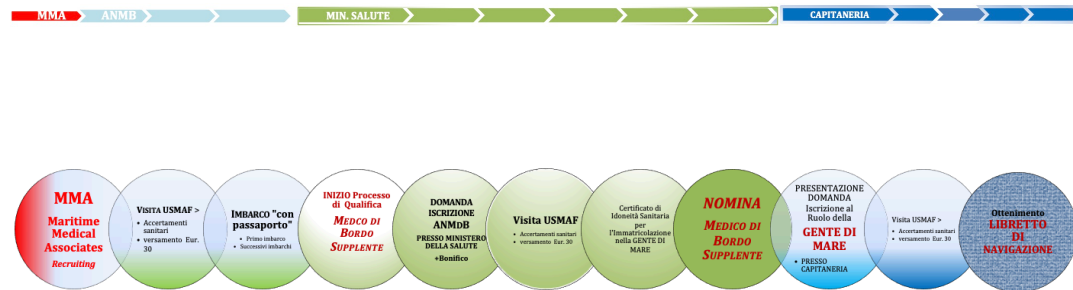 MMA
ANMB
MIN. SALUTE
CAPITANERIA
MMA
Maritime
Medical
Associates
Recruiting
VISITA USMAF >
• Accertamenti
sanitari
• versamento Eur.
30
IMBARCO "con
passaporto"
• Primo imbarco
• Successivi imbarchi
INIZIO Processo
di Qualifica
MEDCO DI
BORDO
SUPPLENTE
DOMANDA
ISCRIZIONE
ANMDB
PRESSO MINISTERO
DELLA SALUTE
+Bonifico
Visita USMAF
• Accertamenti sanitari
• versamento Eur. 30
Certificato di
Idoneità Sanitaria
per
l'Immatricolazione
nella GENTE DI
MARE
NOMINA
MEDICO DI
BORDO
SUPPLENTE
PRESENTAZIONE
DOMANDA
Iscrizione al
Ruolo della
GENTE DI
MARE
• PRESSO
CAPITANERIA
VISITA USMAF >
• Accertamenti sanitari
• versamento Eur. 30
Ottenimento
LIBRETTO
DI
NAVIGAZIONE